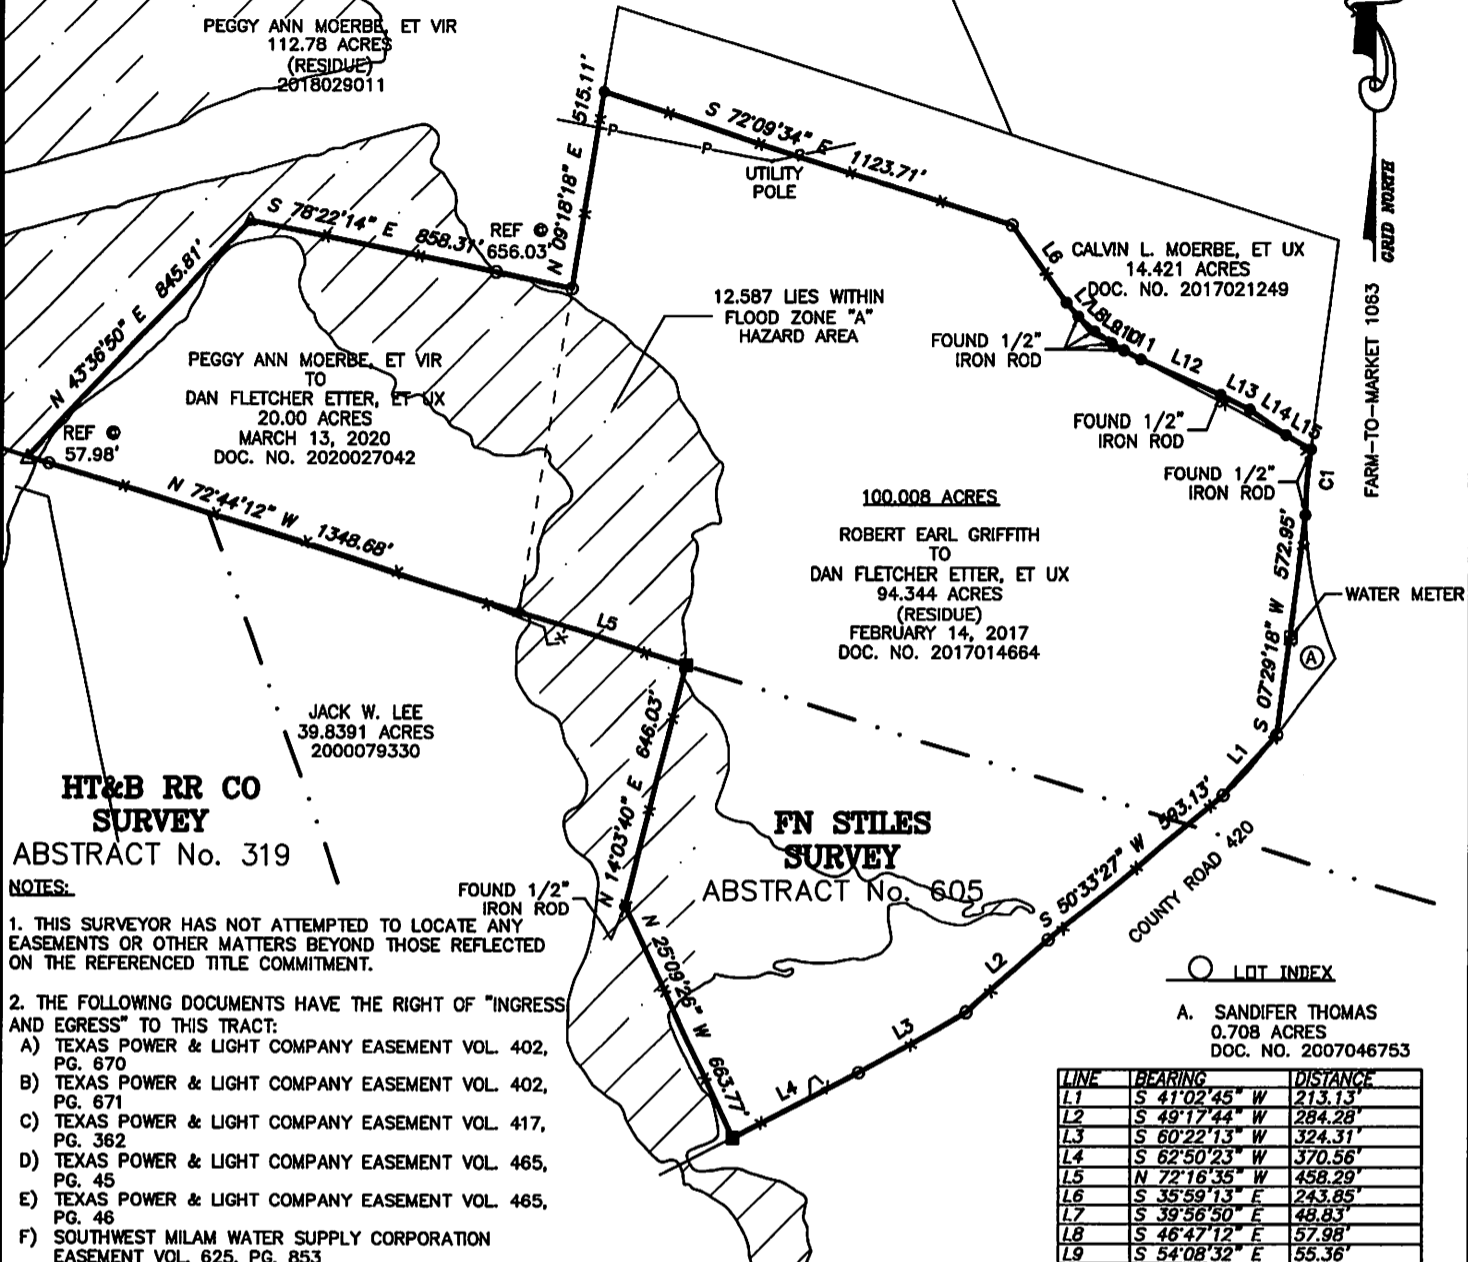 PEGGY ANN MOERBE, ET VIR
112.78 ACRES
(RESIDUE)
2018029011
515.11'
N 09°18'18" E
S 72°09'34" E
1123.71'
UTILITY
POLE
GRID NORTH
S 78°22'14" E
858.31'
REF @
656.03'
N 43°36'50" E
845.81'
L6
CALVIN L. MOERBE, ET UX
14.421 ACRES
DOC. NO. 2017021249
12.587 LIES WITHIN
FLOOD ZONE "A"
HAZARD AREA
L7
L8
L9
L10
L11
L12
L13
L14
L15
FOUND 1/2"
IRON ROD
FOUND 1/2"
IRON ROD
FOUND 1/2"
IRON ROD
C1
FARM-TO-MARKET 1063
PEGGY ANN MOERBE, ET VIR
TO
DAN FLETCHER ETTER, ET UX
20.00 ACRES
MARCH 13, 2020
DOC. NO. 2020027042
REF @
57.98'
N 72°44'12" W
1348.68'
100.008 ACRES
ROBERT EARL GRIFFITH
TO
DAN FLETCHER ETTER, ET UX
94.344 ACRES
(RESIDUE)
FEBRUARY 14, 2017
DOC. NO. 2017014664
S 07°29'18" W
572.95'
WATER METER
A
L5
JACK W. LEE
39.8391 ACRES
2000079330
N 14°03'40" E
646.03'
L1
HT&B RR CO
SURVEY
ABSTRACT No. 319
FN STILES
SURVEY
ABSTRACT No. 605
S 50°33'27" W
593.13'
COUNTY ROAD 420
FOUND 1/2"
IRON ROD
N 25°09'26" W
663.77'
L2
L3
L4
NOTES:
1. THIS SURVEYOR HAS NOT ATTEMPTED TO LOCATE ANY
EASEMENTS OR OTHER MATTERS BEYOND THOSE REFLECTED
ON THE REFERENCED TITLE COMMITMENT.
2. THE FOLLOWING DOCUMENTS HAVE THE RIGHT OF "INGRESS
AND EGRESS" TO THIS TRACT:
A) TEXAS POWER & LIGHT COMPANY EASEMENT VOL. 402,
PG. 670
B) TEXAS POWER & LIGHT COMPANY EASEMENT VOL. 402,
PG. 671
C) TEXAS POWER & LIGHT COMPANY EASEMENT VOL. 417,
PG. 362
D) TEXAS POWER & LIGHT COMPANY EASEMENT VOL. 465,
PG. 45
E) TEXAS POWER & LIGHT COMPANY EASEMENT VOL. 465,
PG. 46
F) SOUTHWEST MILAM WATER SUPPLY CORPORATION
EASEMENT VOL. 625, PG. 853
LOT INDEX
A. SANDIFER THOMAS
0.708 ACRES
DOC. NO. 2007046753
LINE BEARING DISTANCE
L1 S 41°02'45" W 213.13'
L2 S 49°17'44" W 284.28'
L3 S 60°22'13" W 324.31'
L4 S 62°50'23" W 370.56'
L5 N 72°16'35" W 458.29'
L6 S 35°59'13" E 243.85'
L7 S 39°56'50" E 48.83'
L8 S 46°47'12" E 57.98'
L9 S 54°08'32" E 55.36'